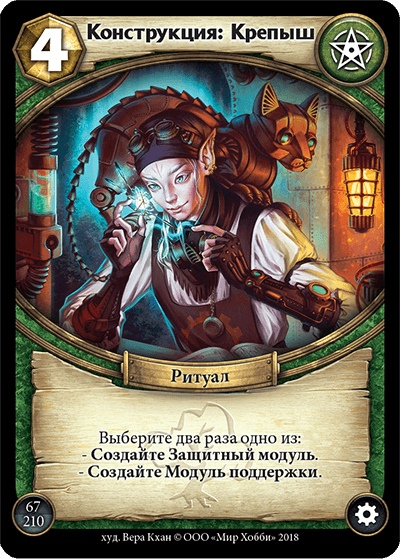 4
Конструкция: Крепыш
Ритуал
Выберите два раза одно из:
- Создайте Защитный модуль.
- Создайте Модуль поддержки.
67
210
худ. Вера Кхан © ООО «Мир Хобби» 2018